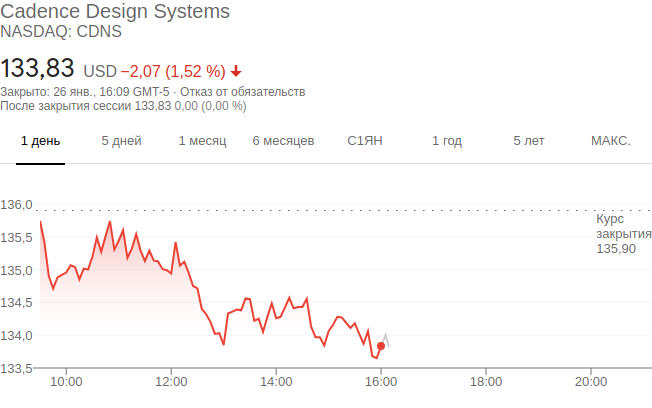 Cadence Design Systems
NASDAQ: CDNS
133,83 USD −2,07 (1,52 %)
Закрыто: 26 янв., 16:09 GMT-5 · Отказ от обязательств
После закрытия сессии 133,83 0,00 (0,00 %)
1 день 5 дней 1 месяц 6 месяцев С1ЯН 1 год 5 лет МАКС.
136,0
Курс
закрытия
135,90
135,5
135,0
134,5
134,0
133,5
10:00 12:00 14:00 16:00 18:00 20:00